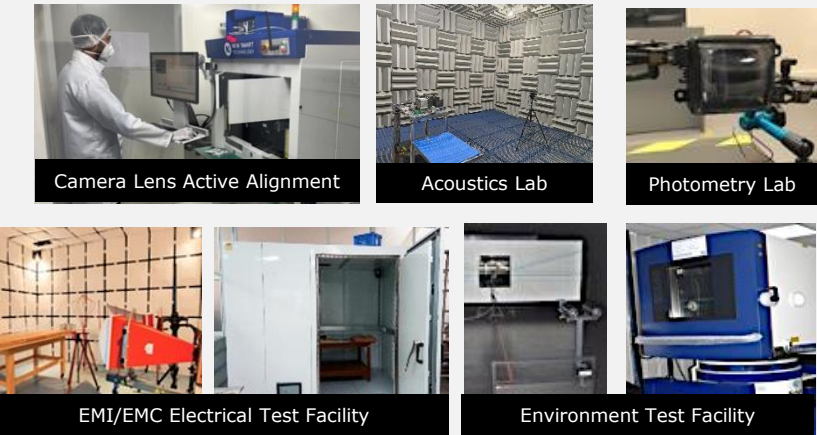 Camera Lens Active Alignment
Acoustics Lab
Photometry Lab
EMI/EMC Electrical Test Facility
Environment Test Facility